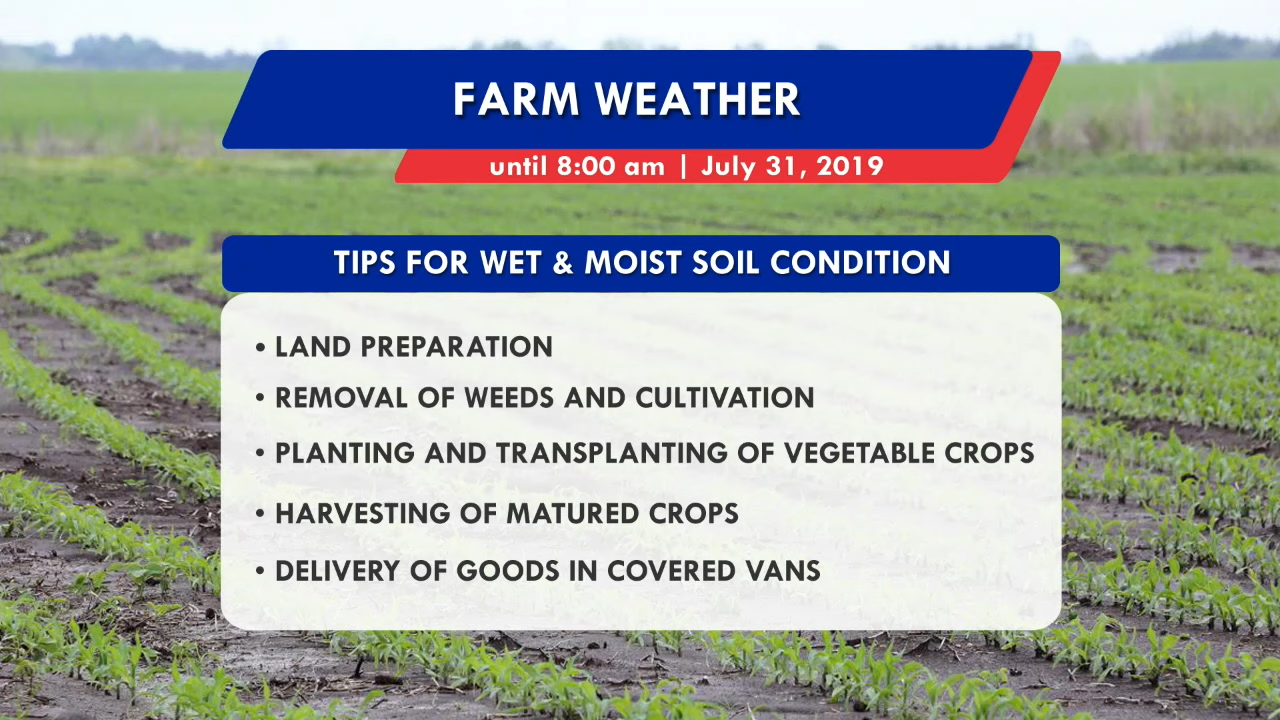 FARM WEATHER
until 8:00 am | July 31, 2019
TIPS FOR WET & MOIST SOIL CONDITION
• LAND PREPARATION
• REMOVAL OF WEEDS AND CULTIVATION
• PLANTING AND TRANSPLANTING OF VEGETABLE CROPS
• HARVESTING OF MATURED CROPS
• DELIVERY OF GOODS IN COVERED VANS